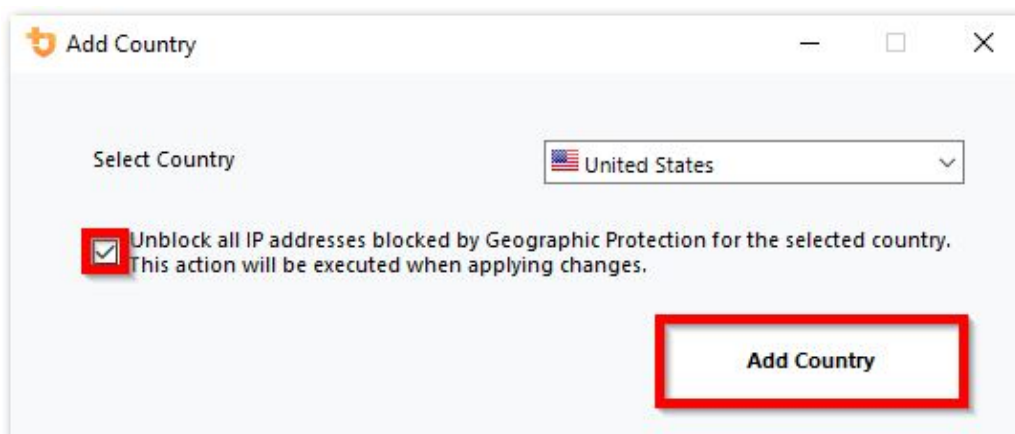 Add Country
Select Country
United States
Unblock all IP addresses blocked by Geographic Protection for the selected country.
This action will be executed when applying changes.
Add Country